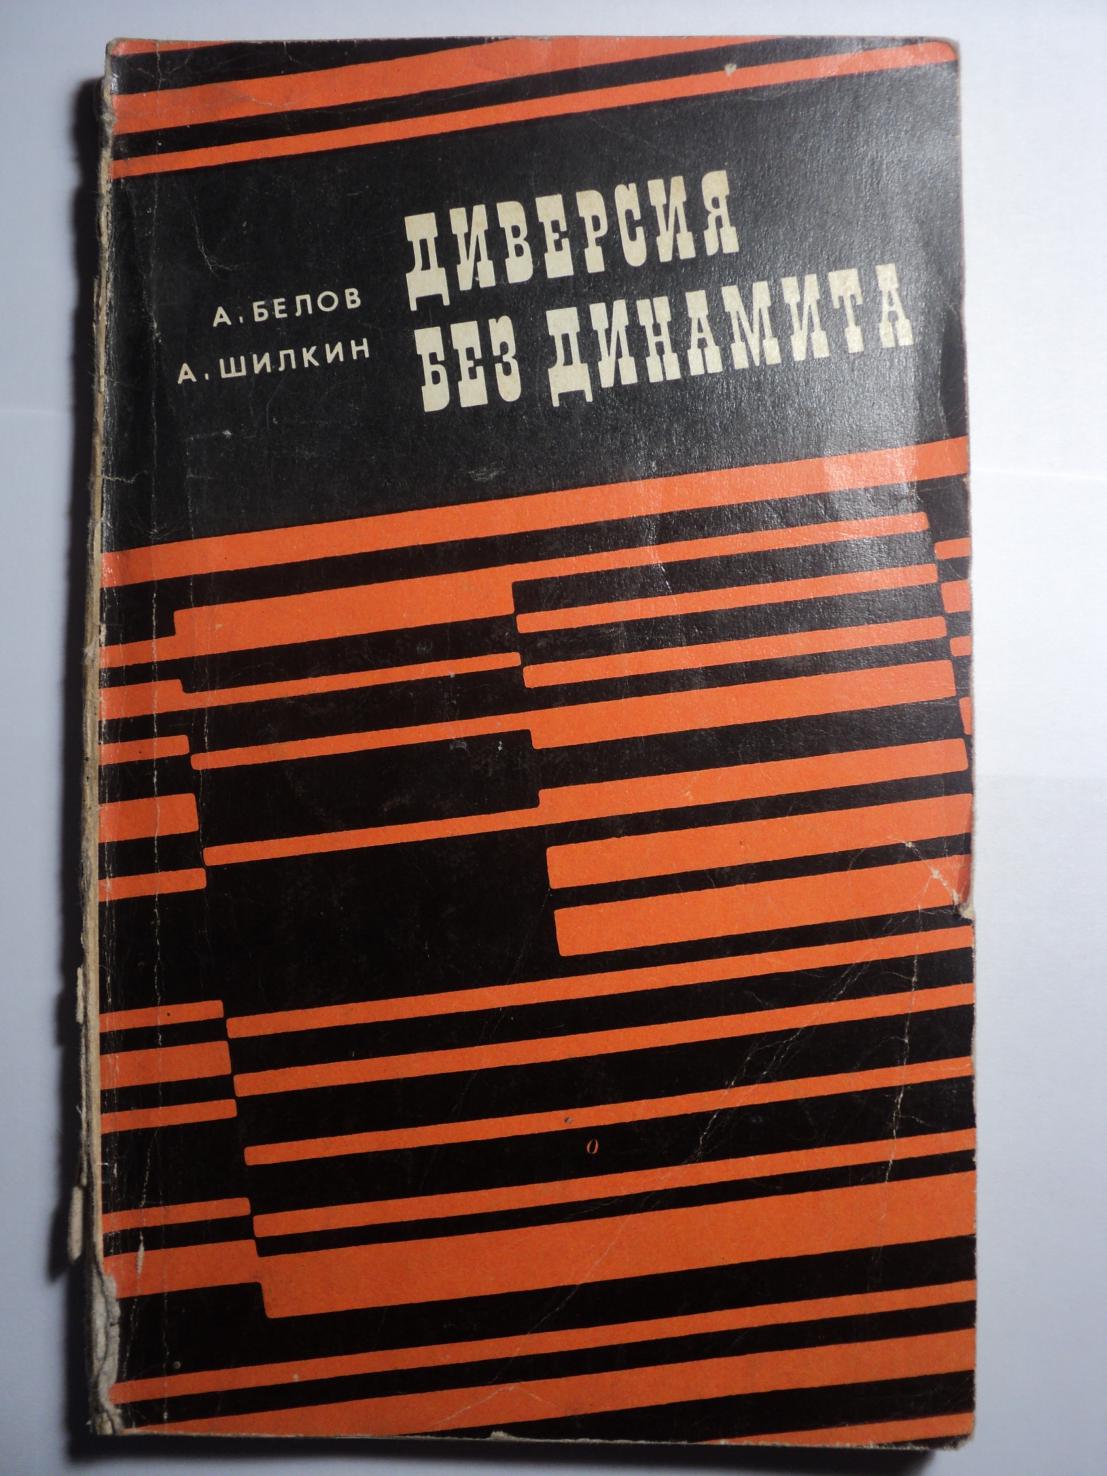 А. БЕЛОВ
А. ШИЛКИН
ДИВЕРСИЯ
БЕЗ ДИНАМИТА